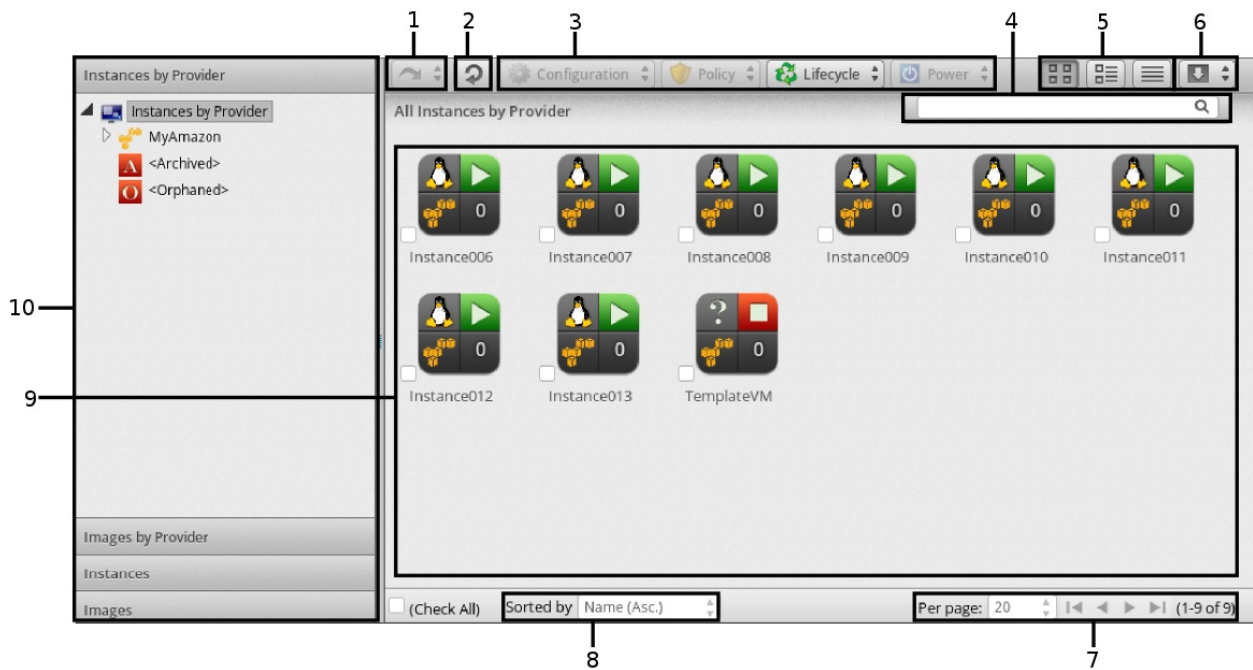 1 2 3 4 5 6
Instances by Provider
Configuration Policy Lifecycle Power
Instances by Provider
MyAmazon
A <Archived>
O <Orphaned>
All Instances by Provider
0 0 0 0 0 0
Instance006 Instance007 Instance008 Instance009 Instance010 Instance011
? 
0 0 0
Instance012 Instance013 TemplateVM
10
9
Images by Provider
Instances
Images
(Check All) Sorted by Name (Asc.) Per page: 20 (1-9 of 9)
8 7